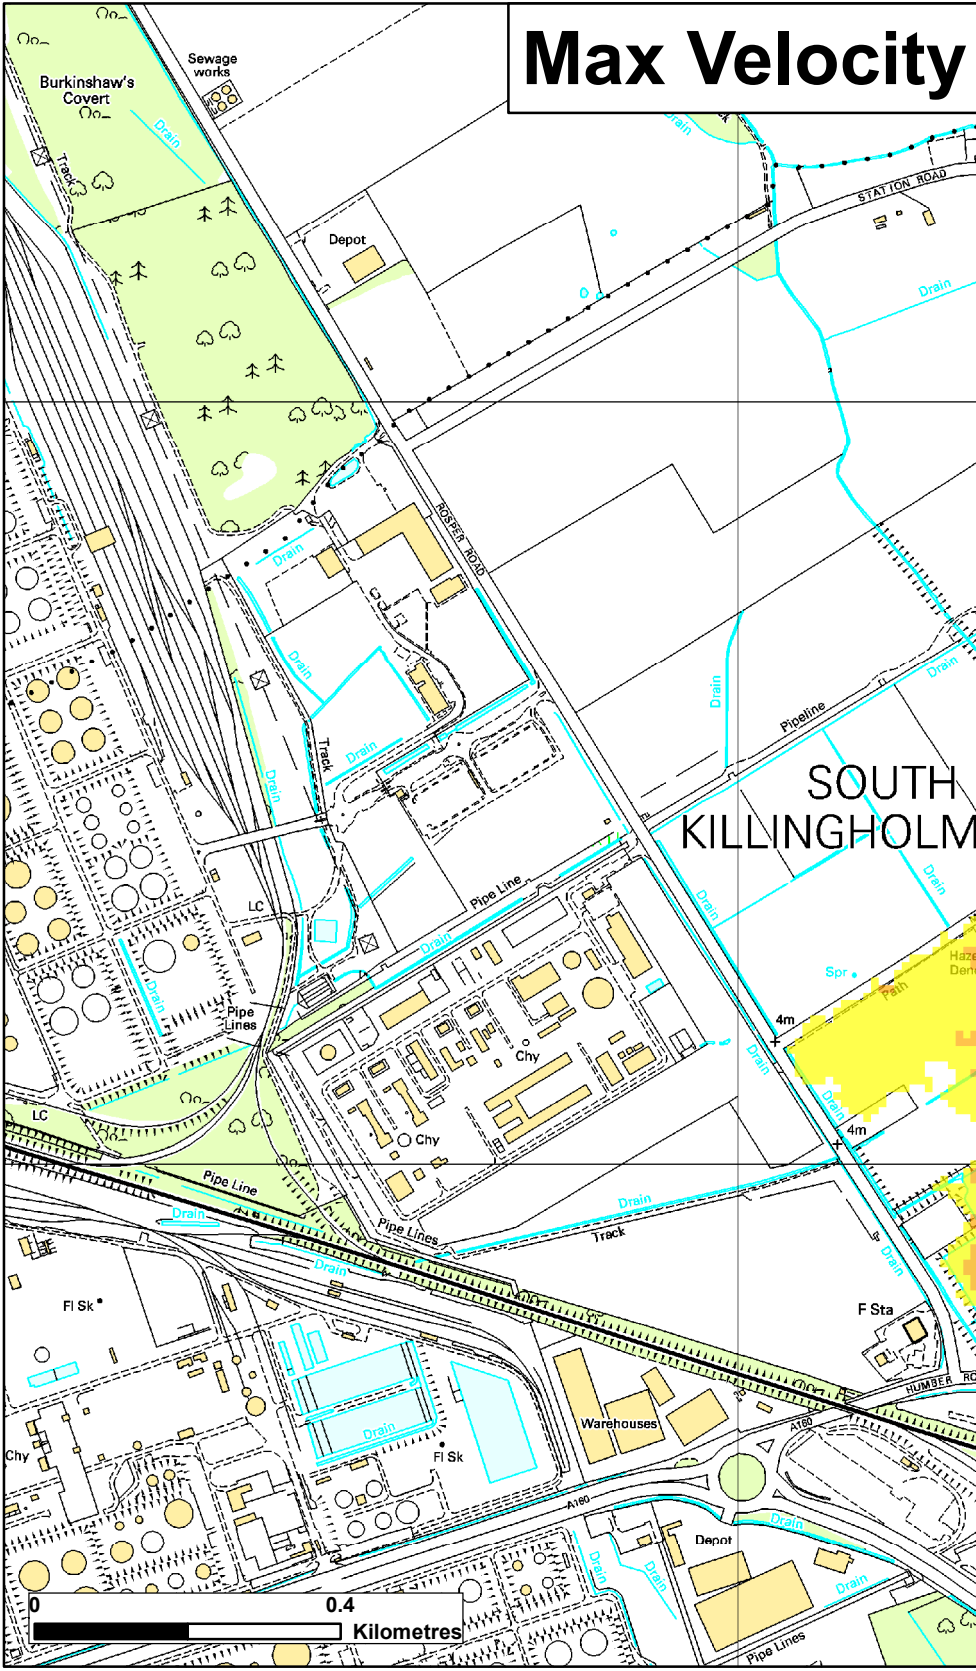 Max Velocity
Sewage
works
Burkinshaw's
Covert
Drain
Drain
Track
STATION ROAD
Depot
Drain
ROSPER ROAD
Drain
Drain
Drain
Drain
Pipeline
Track
Drain
Drain
SOUTH
KILLINGHOLM
Drain
Pipe Line
LC
Drain
Drain
Haze
Den
Spr
Path
Drain
Pipe
Lines
4m
Chy
Drain
Drain
LC
Chy
4m
Pipe Line
Drain
Drain
Pipe Lines
Track
Drain
Drain
Fl Sk
F Sta
HUMBER RO
Warehouses
A160
Drain
Chy
Fl Sk
A160
Drain
Depot
Drain
Drain
Drain
Pipe Lines
0 0.4
Kilometres